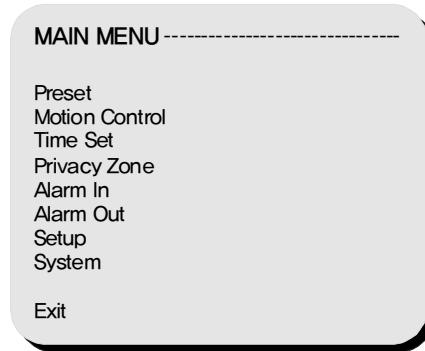 MAIN MENU--------------------------------
Preset
Motion Control
Time Set
Privacy Zone
Alarm In
Alarm Out
Setup
System
Exit